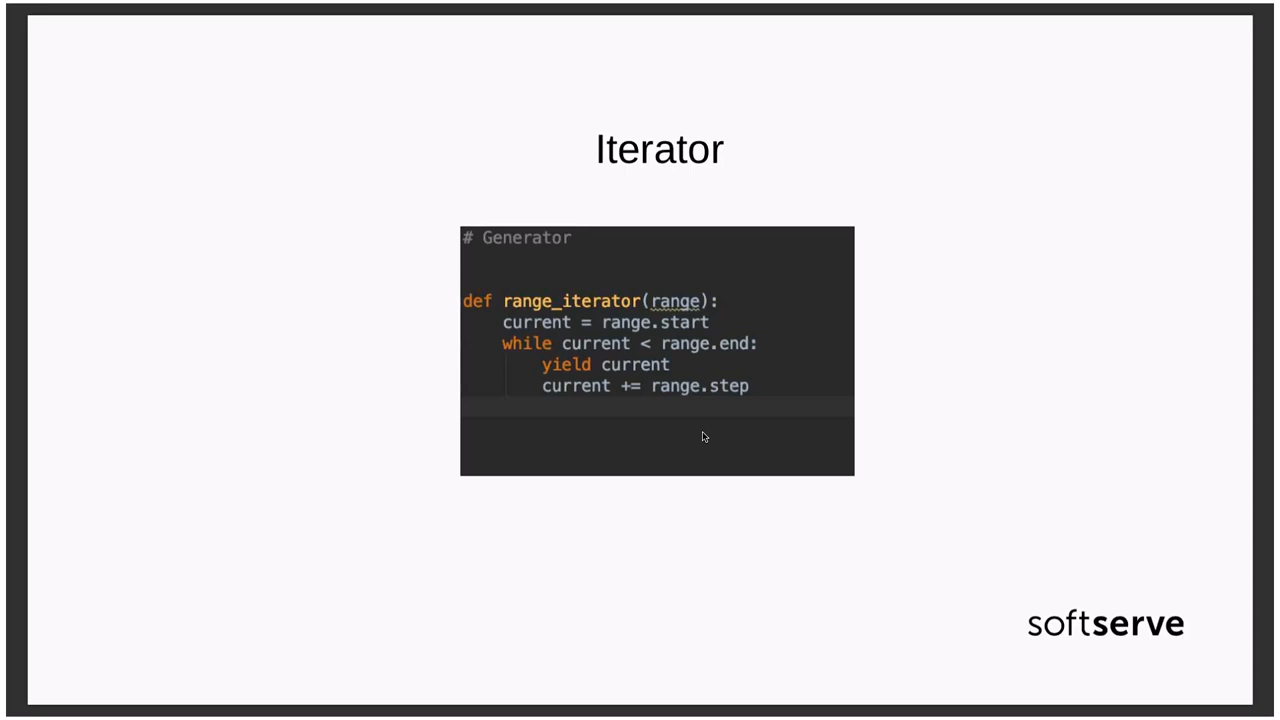 Iterator
# Generator
def range_iterator(range):
    current = range.start
    while current < range.end:
        yield current
        current += range.step
softserve